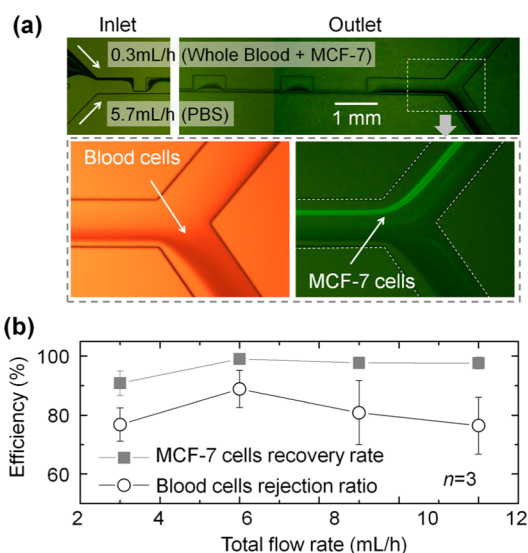 (a)
Inlet
Outlet
0.3mL/h (Whole Blood + MCF-7)
5.7mL/h (PBS)
1 mm
Blood cells
MCF-7 cells
(b)
Efficiency (%)
100
80
60
MCF-7 cells recovery rate
Blood cells rejection ratio
n=3
2 4 6 8 10 12
Total flow rate (mL/h)